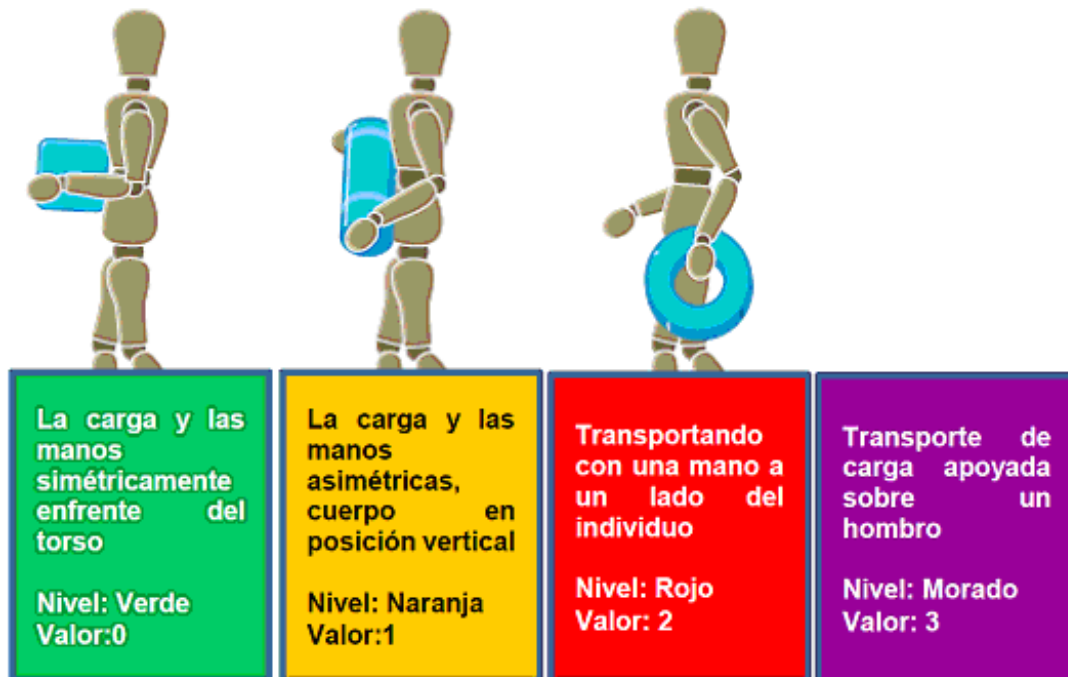 La carga y las
manos
simétricamente
enfrente del
torso
Nivel: Verde
Valor:0
La carga y las
manos
asimétricas,
cuerpo en
posición vertical
Nivel: Naranja
Valor:1
Transportando
con una mano a
un lado del
individuo
Nivel: Rojo
Valor: 2
Transporte de
carga apoyada
sobre un
hombro
Nivel: Morado
Valor: 3